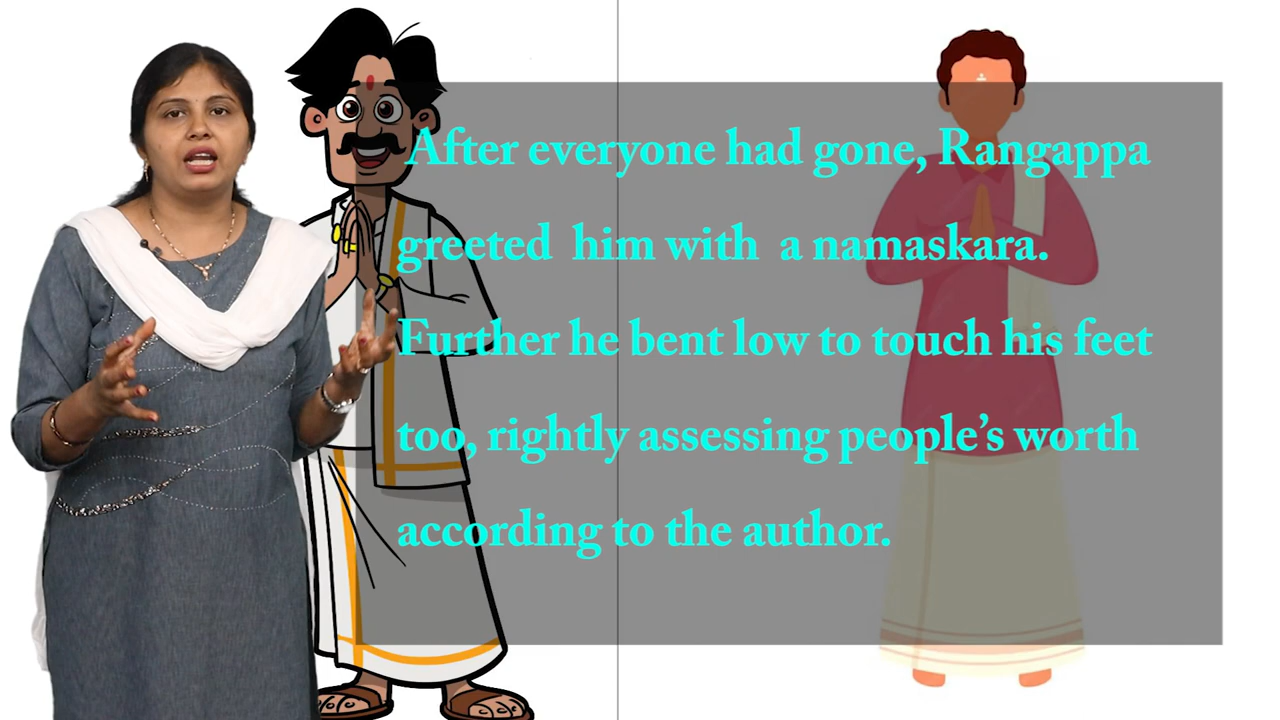 After everyone had gone, Rangappa
greeted him with a namaskara.
Further he bent low to touch his feet
too, rightly assessing people's worth
according to the author.